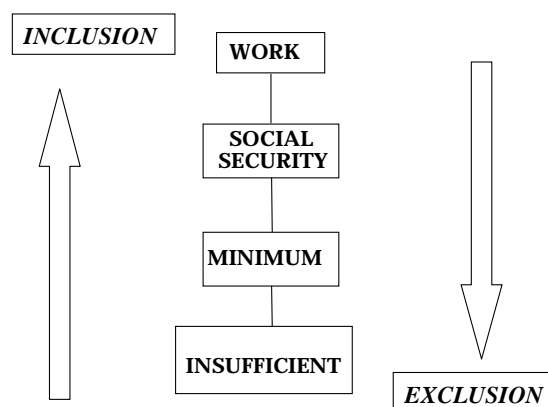 INCLUSION
WORK
SOCIAL
SECURITY
MINIMUM
INSUFFICIENT
EXCLUSION